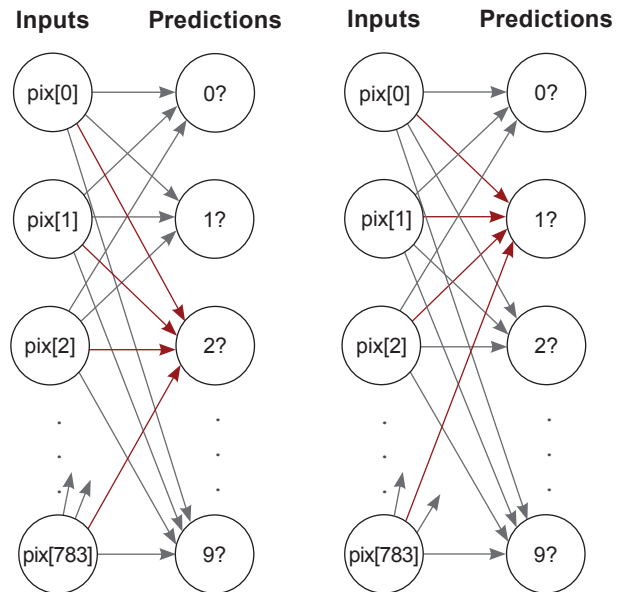 Inputs Predictions
pix[0] 0?
pix[1] 1?
pix[2] 2?
pix[783] 9?
Inputs Predictions
pix[0] 0?
pix[1] 1?
pix[2] 2?
pix[783] 9?